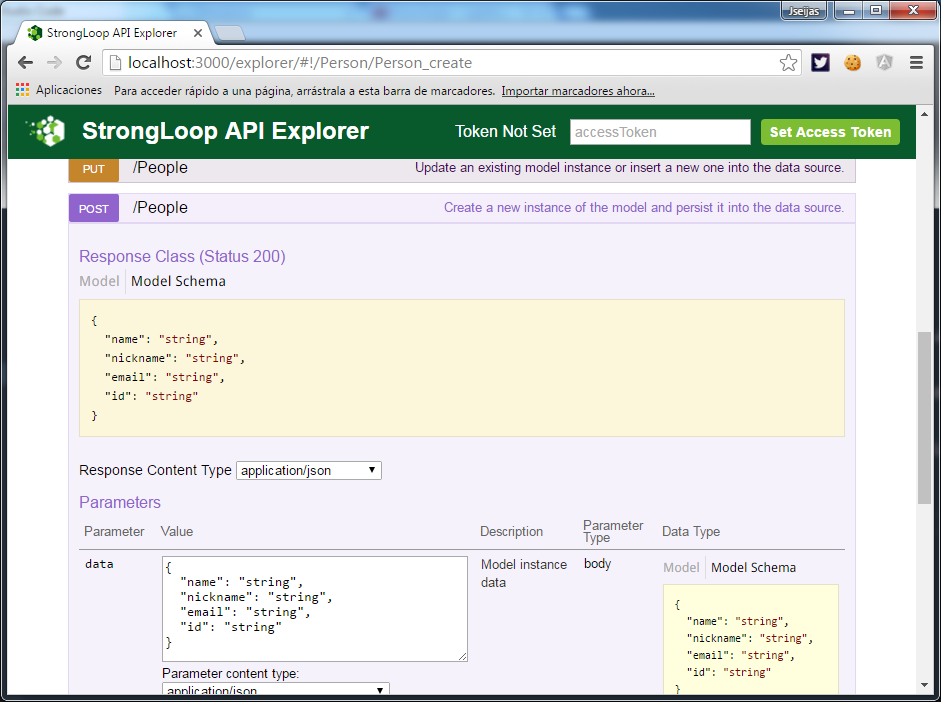 Jseijas
StrongLoop API Explorer
localhost:3000/explorer/#!/Person/Person_create
Aplicaciones Para acceder rápido a una página, arrástrala a esta barra de marcadores. Importar marcadores ahora...
StrongLoop API Explorer Token Not Set accessToken Set Access Token
PUT /People Update an existing model instance or insert a new one into the data source.
POST /People Create a new instance of the model and persist it into the data source.
Response Class (Status 200)
Model Model Schema
{
"name": "string",
"nickname": "string",
"email": "string",
"id": "string"
}
Response Content Type application/json
Parameters
Parameter Value Description Parameter Type Data Type
data
{
"name": "string",
"nickname": "string",
"email": "string",
"id": "string"
}
Parameter content type:
application/json
Model instance
data
body
Model Model Schema
{
"name": "string",
"nickname": "string",
"email": "string",
"id": "string"
}